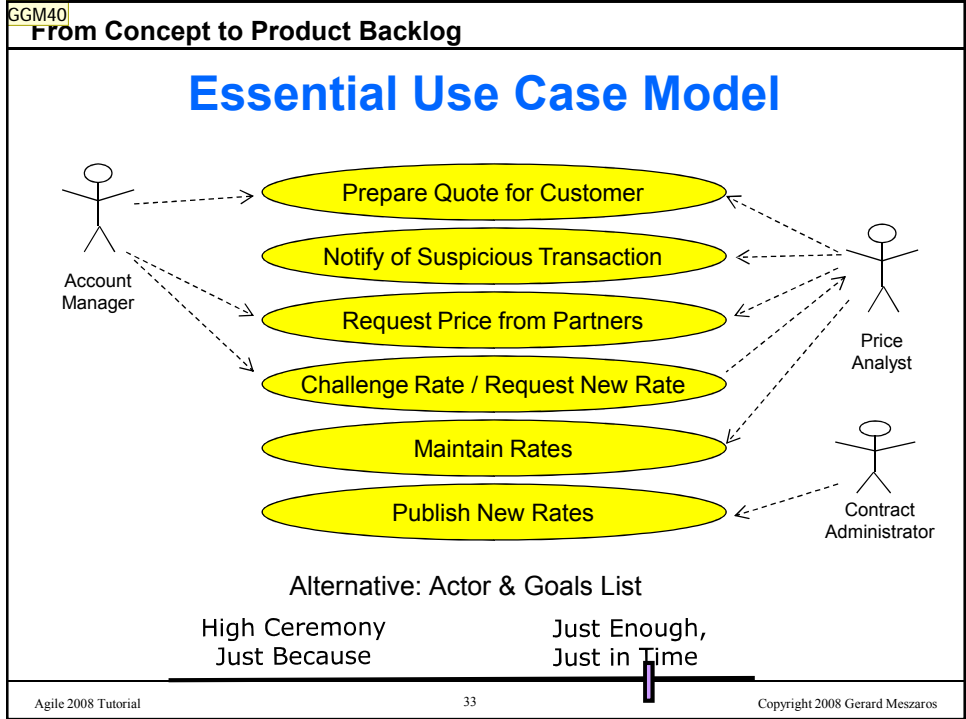 GGM40
From Concept to Product Backlog
Essential Use Case Model
Prepare Quote for Customer
Notify of Suspicious Transaction
Account
Manager
Request Price from Partners
Price
Analyst
Challenge Rate / Request New Rate
Maintain Rates
Publish New Rates
Contract
Administrator
Alternative: Actor & Goals List
High Ceremony
Just Because
Just Enough,
Just in Time
Agile 2008 Tutorial
33
Copyright 2008 Gerard Meszaros